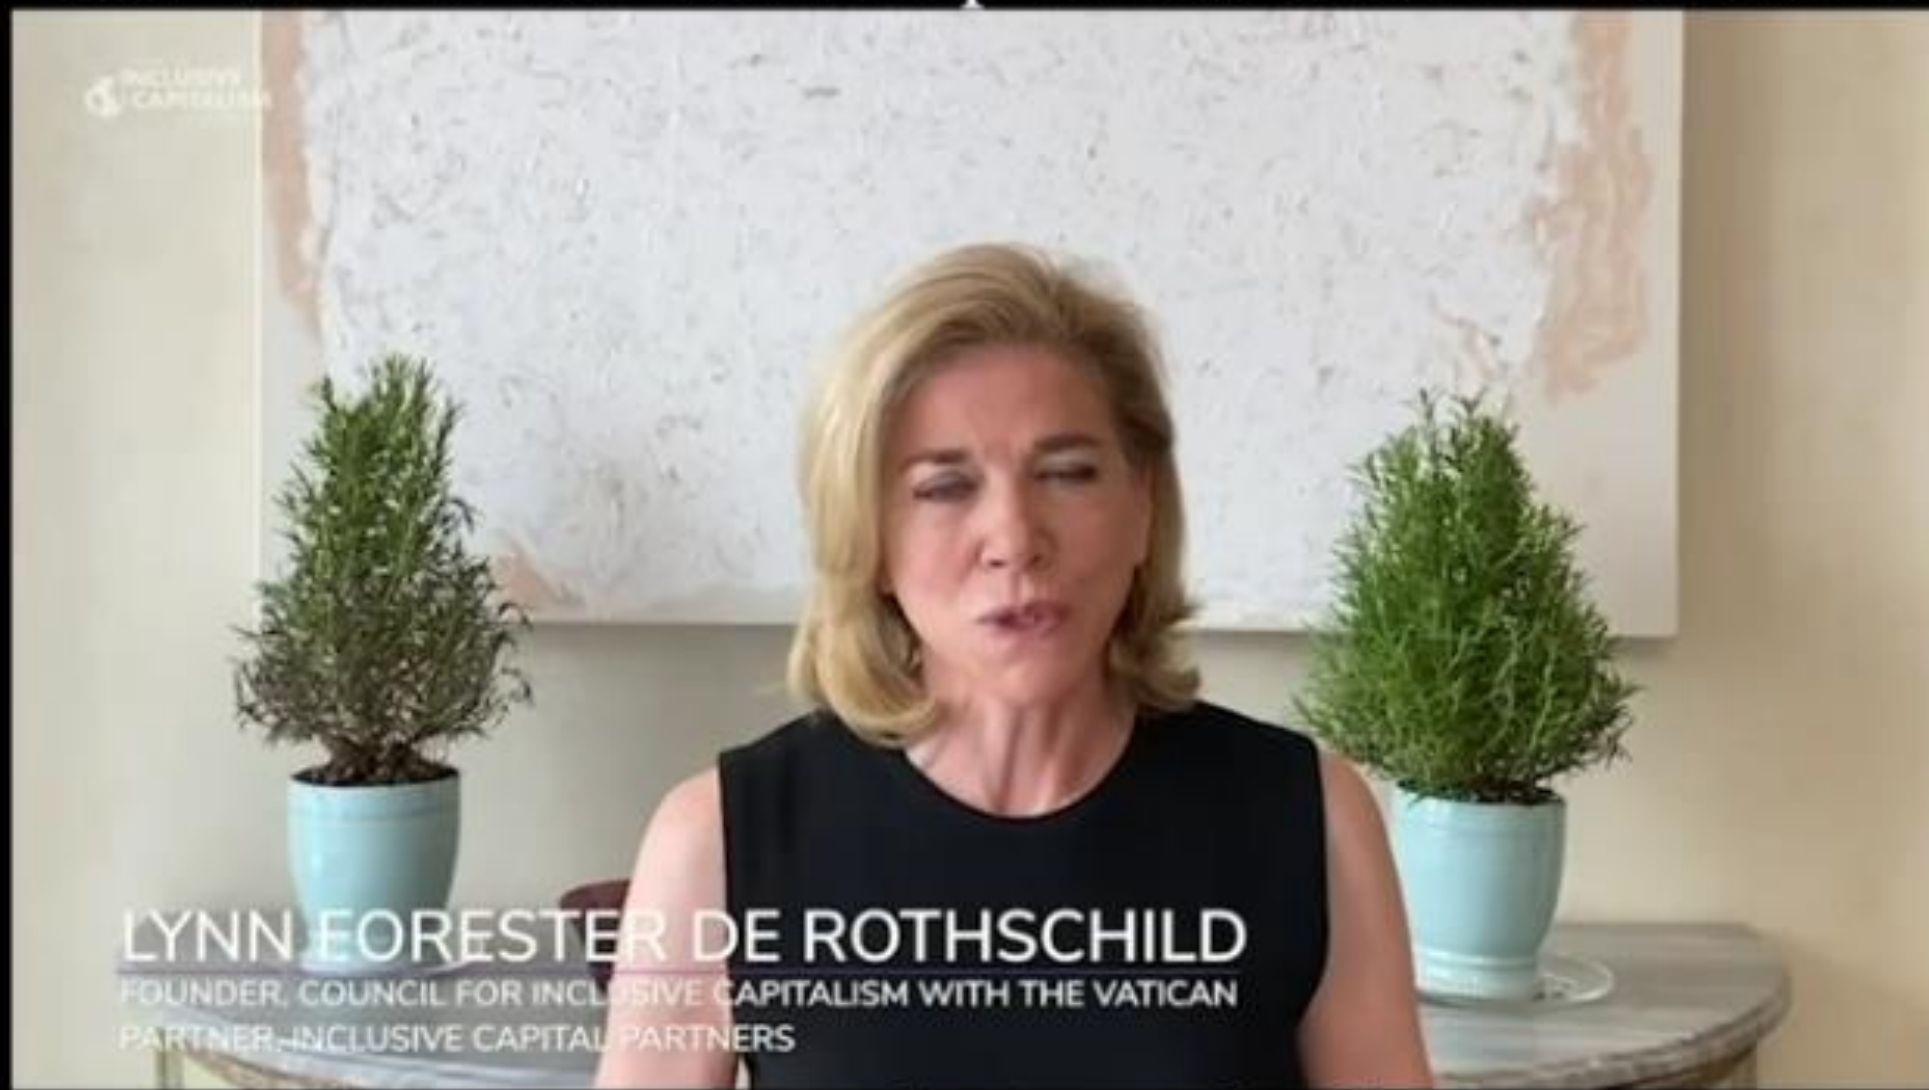 INCLUSIVE
CAPITALISM
LYNN FORESTER DE ROTHSCHILD
FOUNDER, COUNCIL FOR INCLUSIVE CAPITALISM WITH THE VATICAN
PARTNER, INCLUSIVE CAPITAL PARTNERS